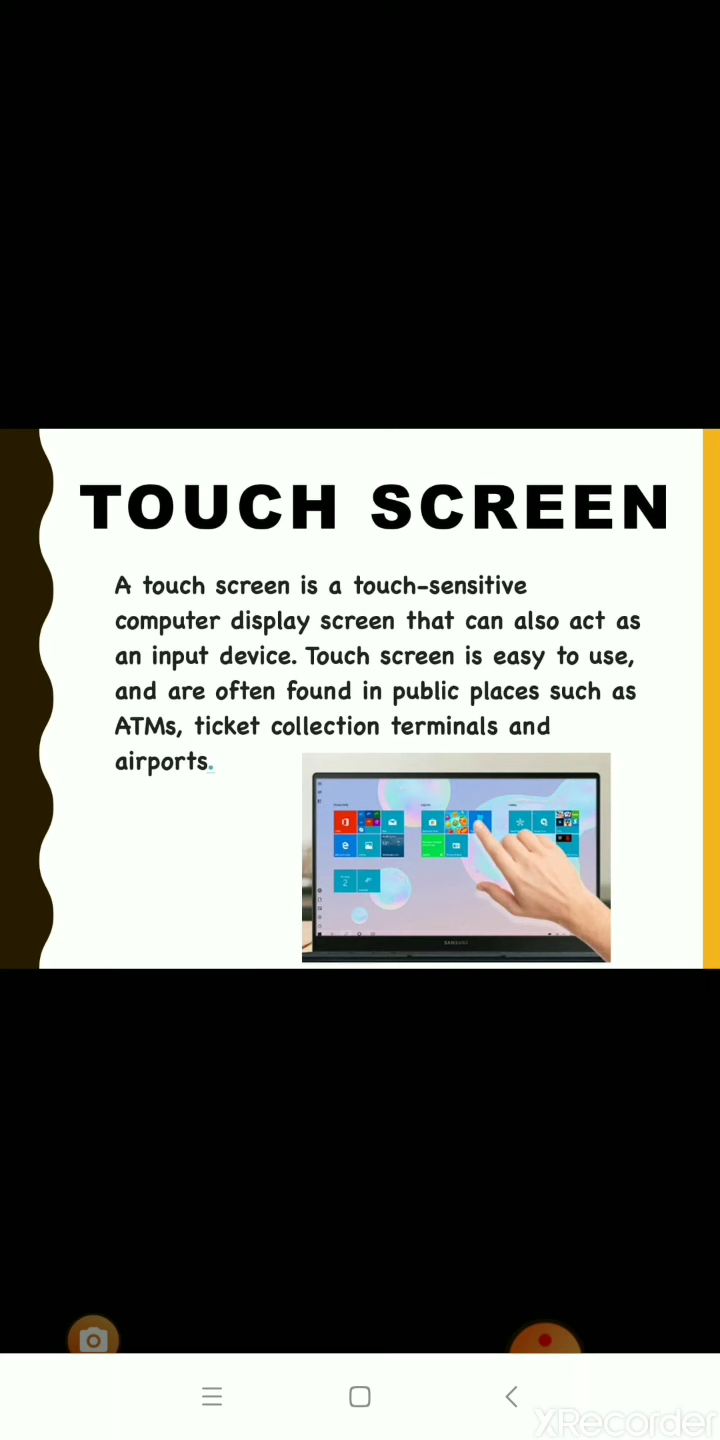 TOUCH SCREEN
A touch screen is a touch-sensitive
computer display screen that can also act as
an input device. Touch screen is easy to use,
and are often found in public places such as
ATMs, ticket collection terminals and
airports.
SAMSUNG
XRecorder